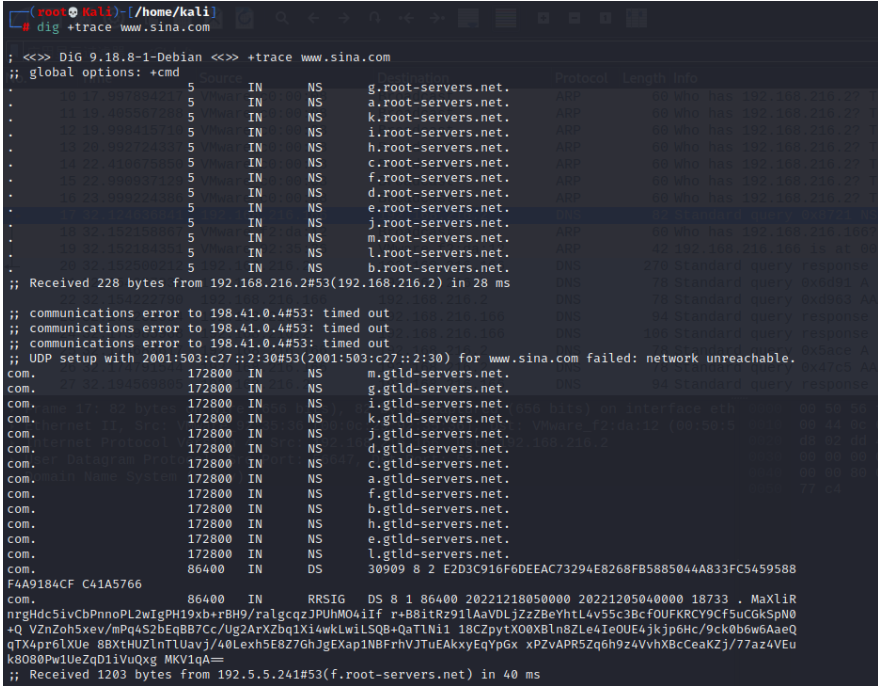 (root💀Kali)-[/home/kali]
# dig +trace www.sina.com
; <<>> DiG 9.18.8-1-Debian <<>> +trace www.sina.com
;; global options: +cmd
. 5 IN NS g.root-servers.net.
. 5 IN NS a.root-servers.net.
. 5 IN NS k.root-servers.net.
. 5 IN NS i.root-servers.net.
. 5 IN NS h.root-servers.net.
. 5 IN NS c.root-servers.net.
. 5 IN NS f.root-servers.net.
. 5 IN NS d.root-servers.net.
. 5 IN NS e.root-servers.net.
. 5 IN NS j.root-servers.net.
. 5 IN NS m.root-servers.net.
. 5 IN NS l.root-servers.net.
. 5 IN NS b.root-servers.net.
;; Received 228 bytes from 192.168.216.2#53(192.168.216.2) in 28 ms
;; communications error to 198.41.0.4#53: timed out
;; communications error to 198.41.0.4#53: timed out
;; communications error to 198.41.0.4#53: timed out
;; UDP setup with 2001:503:c27::2:30#53(2001:503:c27::2:30) for www.sina.com failed: network unreachable.
com. 172800 IN NS m.gtld-servers.net.
com. 172800 IN NS g.gtld-servers.net.
com. 172800 IN NS i.gtld-servers.net.
com. 172800 IN NS k.gtld-servers.net.
com. 172800 IN NS j.gtld-servers.net.
com. 172800 IN NS d.gtld-servers.net.
com. 172800 IN NS c.gtld-servers.net.
com. 172800 IN NS a.gtld-servers.net.
com. 172800 IN NS f.gtld-servers.net.
com. 172800 IN NS b.gtld-servers.net.
com. 172800 IN NS h.gtld-servers.net.
com. 172800 IN NS e.gtld-servers.net.
com. 172800 IN NS l.gtld-servers.net.
com. 86400 IN DS 30909 8 2 E2D3C916F6DEEAC73294E8268FB5885044A833FC5459588
F4A9184CF C41A5766
com. 86400 IN RRSIG DS 8 1 86400 20221218050000 20221205040000 18733 . MaXliR
nrgHdc5ivCbPnnoPL2wIgPH19xb+rBH9/ralgcqzJPUhMO4iIf r+B8itRz91lAaVDLjZzZBeYhtL4v55c3BcfOUFKRCY9Cf5uCGkSpN0
+Q VZnZoh5xev/mPq4S2bEqBB7Cc/Ug2ArXZbq1Xi4wkLwiLSQB+QaTlNi1 18CZpytXO0XBln8ZLe4IeOUE4jkjp6Hc/9ck0b6w6AaeQ
qTX4pr6lXUe 8BXtHUZlnTlUavj/40Lexh5E8Z7GhJgEXap1NBFrhVJTuEAkxyEqYpGx xPZvAPR5Zq6h9z4VvhXBcCeaKZj/77az4VEu
k8O80Pw1UeZqD1iVuQxg MKV1qA==
;; Received 1203 bytes from 192.5.5.241#53(f.root-servers.net) in 40 ms